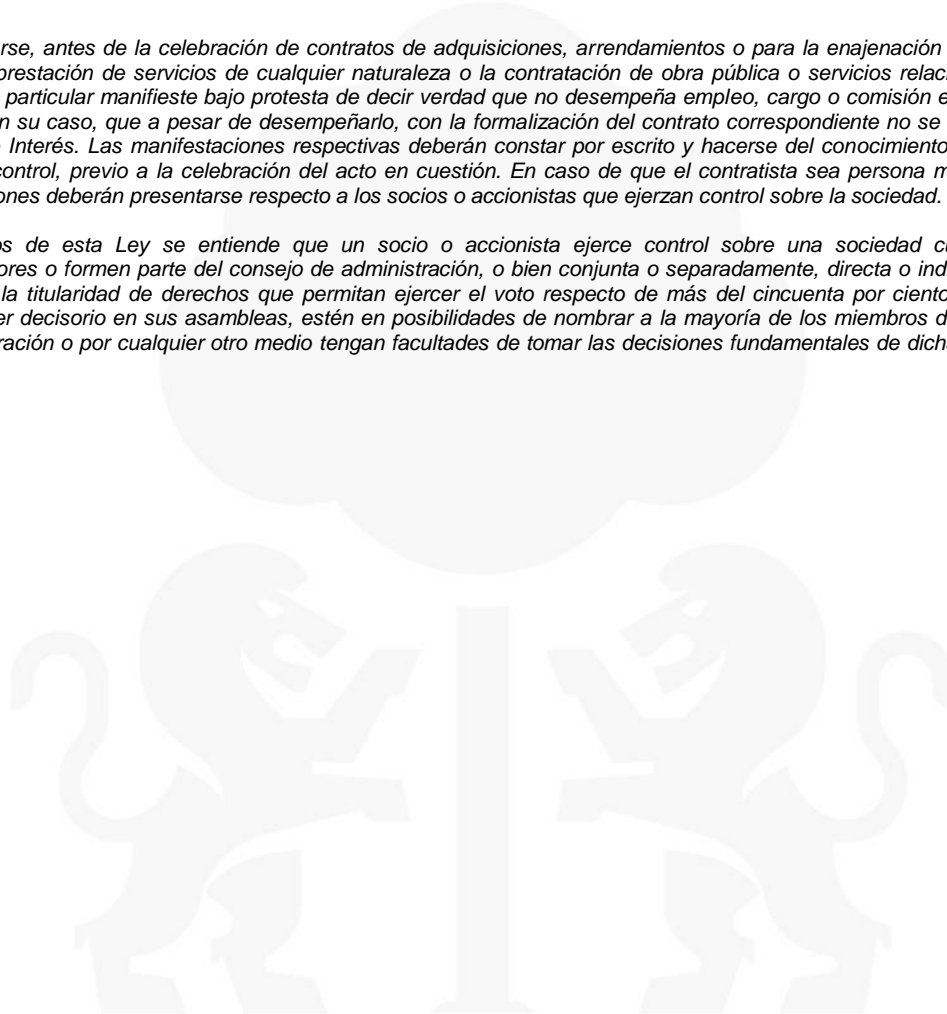 rse, antes de la celebración de contratos de adquisiciones, arrendamientos o para la enajenación
prestación de servicios de cualquier naturaleza o la contratación de obra pública o servicios relaci
particular manifieste bajo protesta de decir verdad que no desempeña empleo, cargo o comisión e
n su caso, que a pesar de desempeñarlo, con la formalización del contrato correspondiente no se
Interés. Las manifestaciones respectivas deberán constar por escrito y hacerse del conocimiento
control, previo a la celebración del acto en cuestión. En caso de que el contratista sea persona m
ones deberán presentarse respecto a los socios o accionistas que ejerzan control sobre la sociedad.
os de esta Ley se entiende que un socio o accionista ejerce control sobre una sociedad cu
ores o formen parte del consejo de administración, o bien conjunta o separadamente, directa o ind
la titularidad de derechos que permitan ejercer el voto respecto de más del cincuenta por ciento
er decisorio en sus asambleas, estén en posibilidades de nombrar a la mayoría de los miembros d
ración o por cualquier otro medio tengan facultades de tomar las decisiones fundamentales de dich